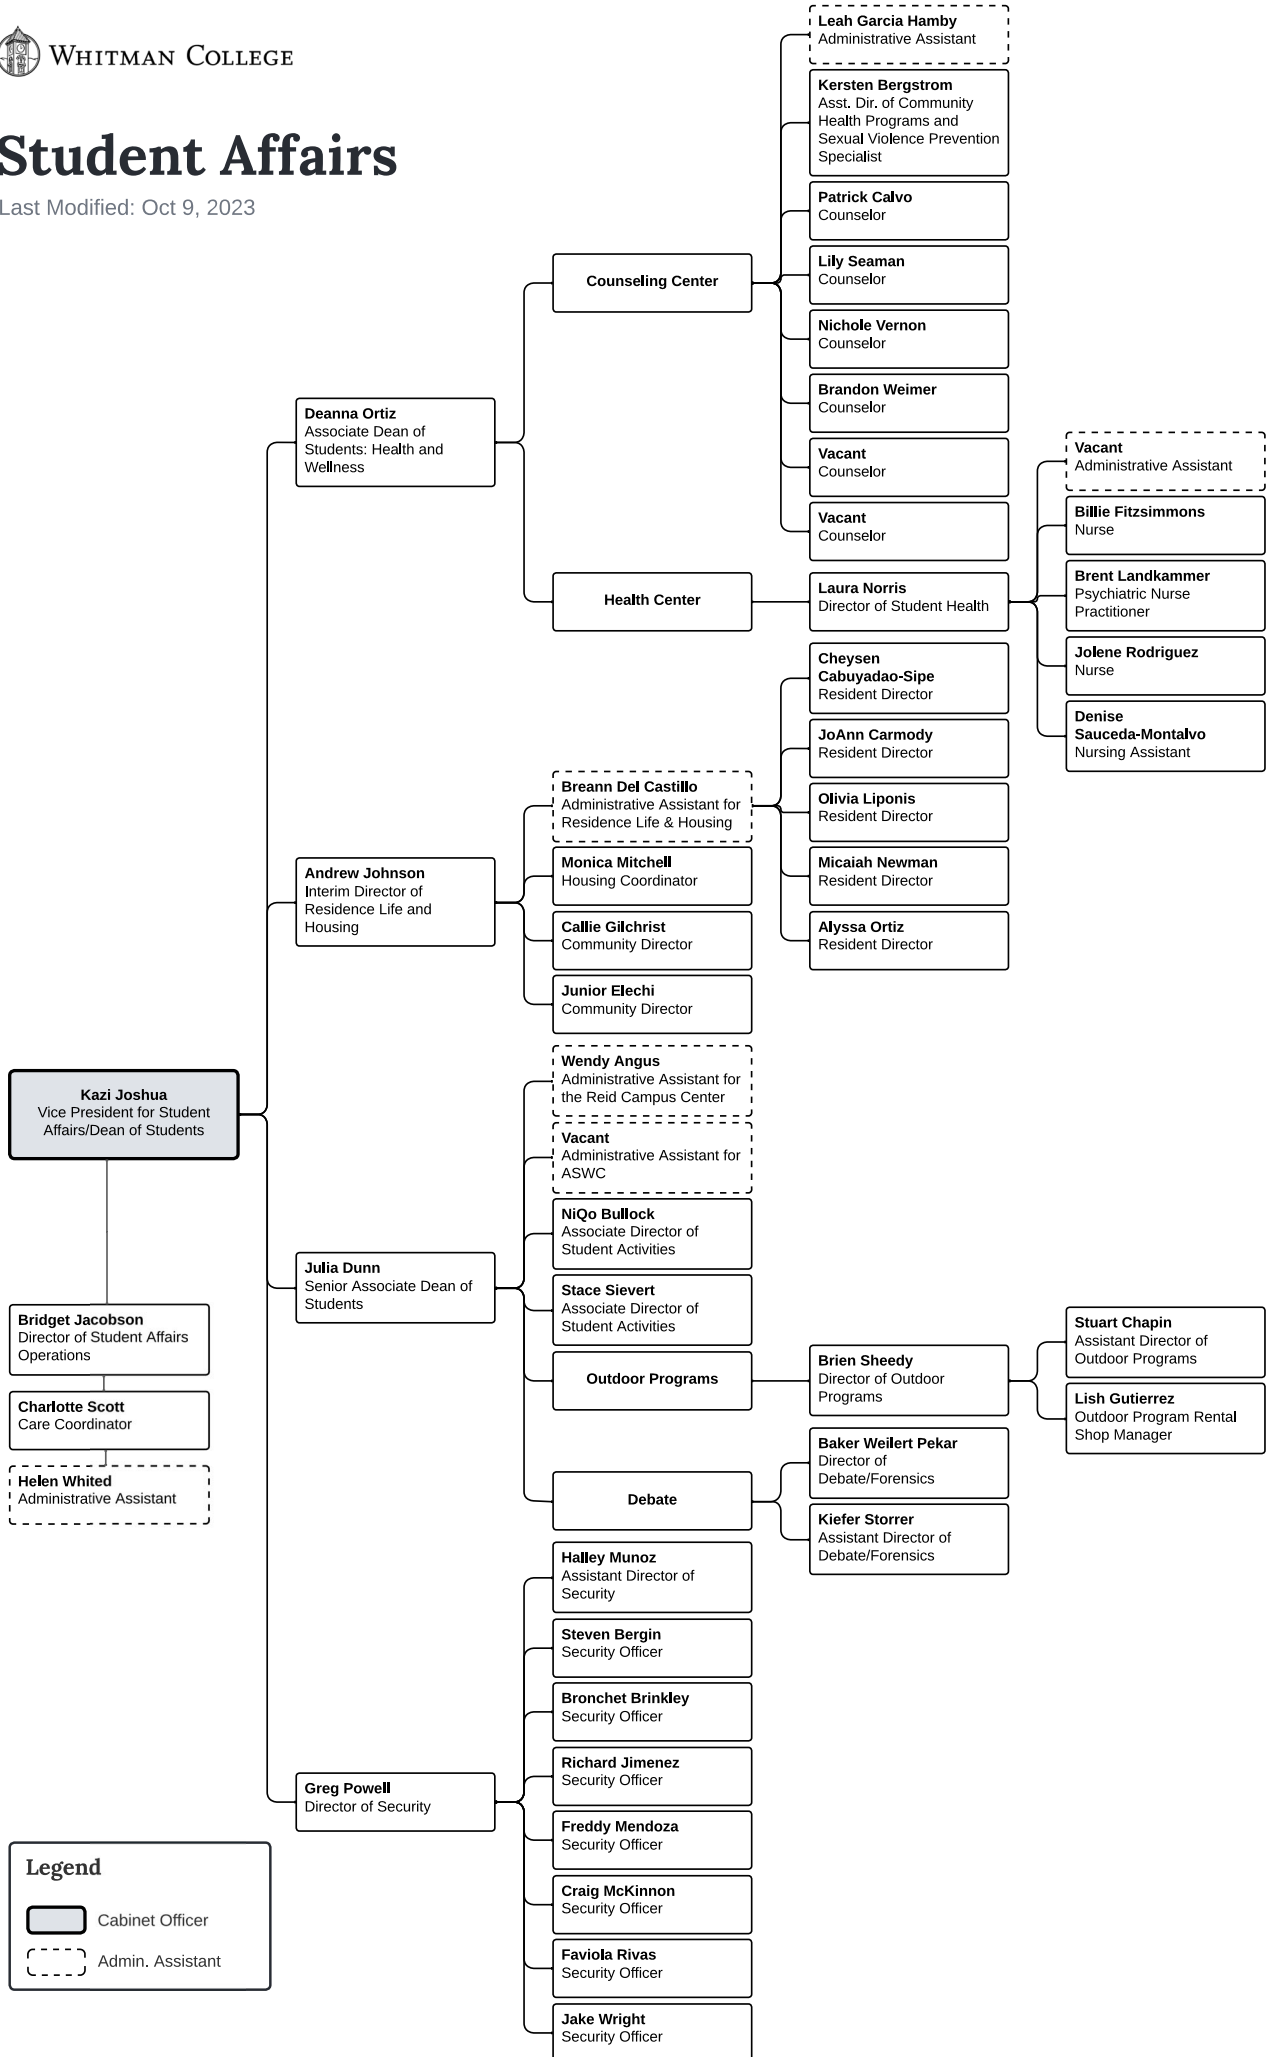 WHITMAN COLLEGE
Student Affairs
Last Modified: Oct 9, 2023
Kazi Joshua
Vice President for Student
Affairs/Dean of Students
Bridget Jacobson
Director of Student Affairs
Operations
Charlotte Scott
Care Coordinator
Helen Whited
Administrative Assistant
Deanna Ortiz
Associate Dean of
Students: Health and
Wellness
Counseling Center
Leah Garcia Hamby
Administrative Assistant
Kersten Bergstrom
Asst. Dir. of Community
Health Programs and
Sexual Violence Prevention
Specialist
Patrick Calvo
Counselor
Lily Seaman
Counselor
Nichole Vernon
Counselor
Brandon Weimer
Counselor
Vacant
Counselor
Vacant
Counselor
Health Center
Laura Norris
Director of Student Health
Vacant
Administrative Assistant
Billie Fitzsimmons
Nurse
Brent Landkammer
Psychiatric Nurse
Practitioner
Jolene Rodriguez
Nurse
Denise
Sauceda-Montalvo
Nursing Assistant
Andrew Johnson
Interim Director of
Residence Life and
Housing
Breann Del Castillo
Administrative Assistant for
Residence Life & Housing
Cheysen
Cabuyadao-Sipe
Resident Director
JoAnn Carmody
Resident Director
Olivia Liponis
Resident Director
Micaiah Newman
Resident Director
Alyssa Ortiz
Resident Director
Monica Mitchell
Housing Coordinator
Callie Gilchrist
Community Director
Junior Elechi
Community Director
Julia Dunn
Senior Associate Dean of
Students
Wendy Angus
Administrative Assistant for
the Reid Campus Center
Vacant
Administrative Assistant for
ASWC
NiQo Bullock
Associate Director of
Student Activities
Stace Sievert
Associate Director of
Student Activities
Outdoor Programs
Brien Sheedy
Director of Outdoor
Programs
Stuart Chapin
Assistant Director of
Outdoor Programs
Lish Gutierrez
Outdoor Program Rental
Shop Manager
Debate
Baker Weilert Pekar
Director of
Debate/Forensics
Kiefer Storrer
Assistant Director of
Debate/Forensics
Greg Powell
Director of Security
Halley Munoz
Assistant Director of
Security
Steven Bergin
Security Officer
Bronchet Brinkley
Security Officer
Richard Jimenez
Security Officer
Freddy Mendoza
Security Officer
Craig McKinnon
Security Officer
Faviola Rivas
Security Officer
Jake Wright
Security Officer
Legend
Cabinet Officer
Admin. Assistant